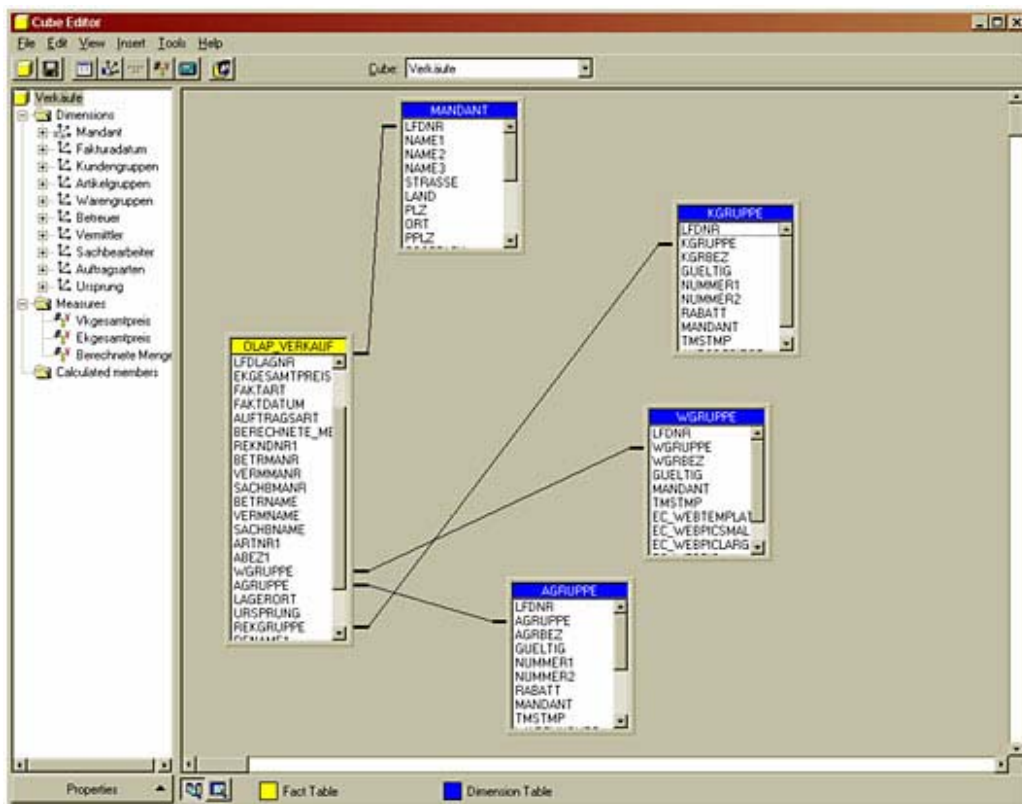 Cube Editor
File Edit View Insert Tools Help
Cube: Verkäufe
Verkäufe
Dimensions
Mandant
Fakturadatum
Kundengruppen
Artikelgruppen
Warengruppen
Betreuer
Vermittler
Sachbearbeiter
Auftragsarten
Ursprung
Measures
Vkgesamtpreis
Ekgesamtpreis
Berechnete Menge
Calculated members
Properties
MANDANT
LFDNR
NAME1
NAME2
NAME3
STRASSE
LAND
PLZ
ORT
PPLZ
KGRUPPE
LFDNR
KGRUPPE
KGRBEZ
GUELTIG
NUMMER1
NUMMER2
RABATT
MANDANT
TMSTMP
OLAP_VERKAUF
LFDLAGNR
EKGESAMTPREIS
FAKTART
FAKTDATUM
AUFTRAGSART
BERECHNETE_ME
REKNDNR1
BETRMANR
VERMMANR
SACHBMANR
BETRNAME
VERMNAME
SACHBNAME
ARTNR1
ABEZ1
WGRUPPE
AGRUPPE
LAGERORT
URSPRUNG
REKGRUPPE
WGRUPPE
LFDNR
WGRUPPE
WGRBEZ
GUELTIG
MANDANT
TMSTMP
EC_WEBTEMPLAT
EC_WEBPICSMAL
EC_WEBPICLARG
AGRUPPE
LFDNR
AGRUPPE
AGRBEZ
GUELTIG
NUMMER1
NUMMER2
RABATT
MANDANT
TMSTMP
Fact Table
Dimension Table